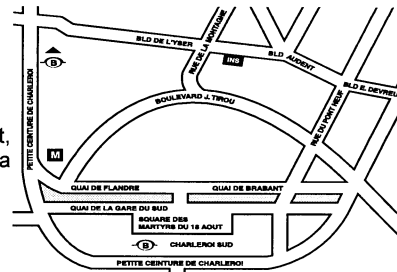 BLD DE L'YSER
RUE DE LA MONTAGNE
INS
BLD AUDENT
BLD E. DEVREU
B
PETITE CEINTURE DE CHARLEROI
BOULEVARD J. TIROU
RUE DU PONT NEUF
t,
M
a
QUAI DE FLANDRE
QUAI DE BRABANT
QUAI DE LA GARE DU SUD
SQUARE DES
MARTYRS DU 18 AOUT
B
CHARLEROI SUD
PETITE CEINTURE DE CHARLEROI